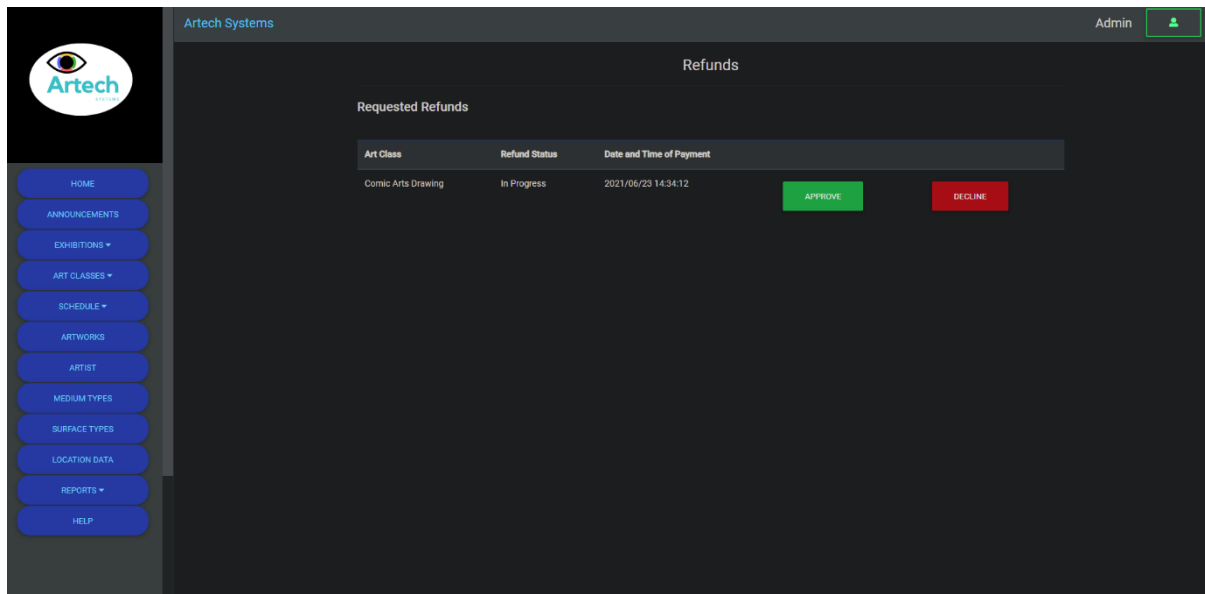 Artech Systems
Admin
Artech
SYSTEMS
Refunds
Requested Refunds
Art Class Refund Status Date and Time of Payment
Comic Arts Drawing In Progress 2021/06/23 14:34:12 APPROVE DECLINE
HOME
ANNOUNCEMENTS
EXHIBITIONS
ART CLASSES
SCHEDULE
ARTWORKS
ARTIST
MEDIUM TYPES
SURFACE TYPES
LOCATION DATA
REPORTS
HELP